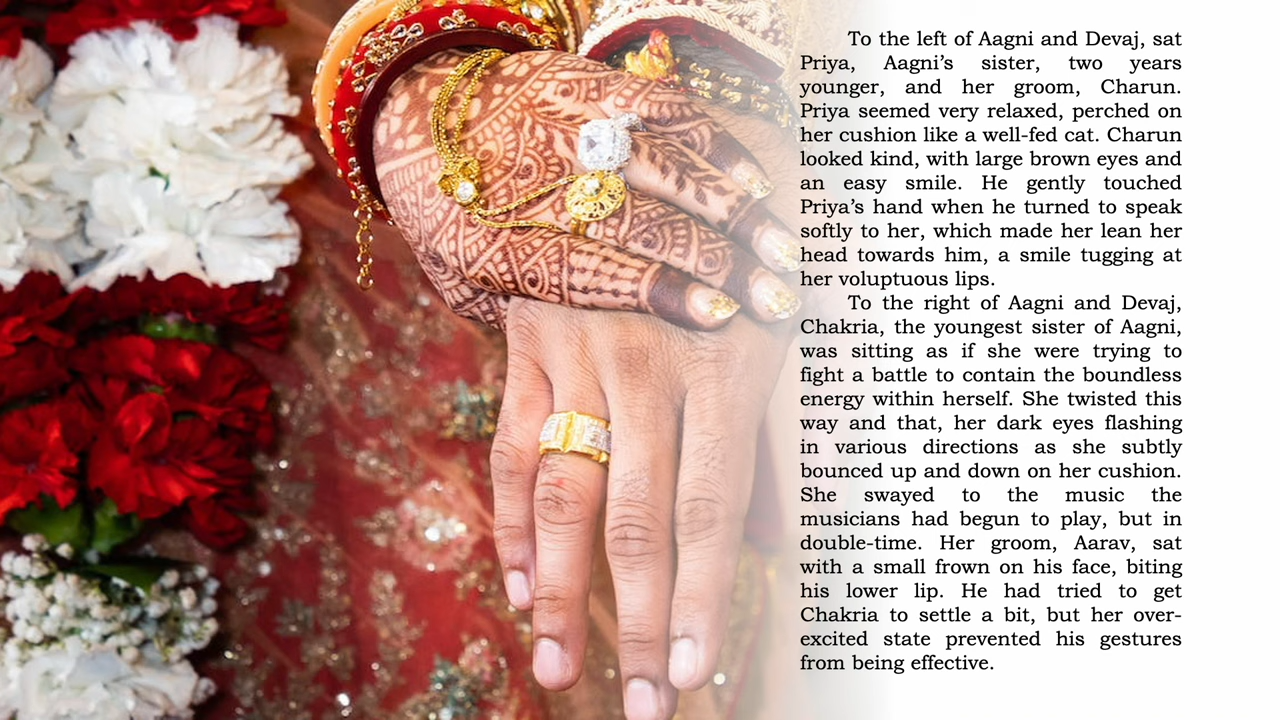 To the left of Aagni and Devaj, sat
Priya, Aagni’s sister, two years
younger, and her groom, Charun.
Priya seemed very relaxed, perched on
her cushion like a well-fed cat. Charun
looked kind, with large brown eyes and
an easy smile. He gently touched
Priya’s hand when he turned to speak
softly to her, which made her lean her
head towards him, a smile tugging at
her voluptuous lips.
To the right of Aagni and Devaj,
Chakria, the youngest sister of Aagni,
was sitting as if she were trying to
fight a battle to contain the boundless
energy within herself. She twisted this
way and that, her dark eyes flashing
in various directions as she subtly
bounced up and down on her cushion.
She swayed to the music the
musicians had begun to play, but in
double-time. Her groom, Aarav, sat
with a small frown on his face, biting
his lower lip. He had tried to get
Chakria to settle a bit, but her over-
excited state prevented his gestures
from being effective.